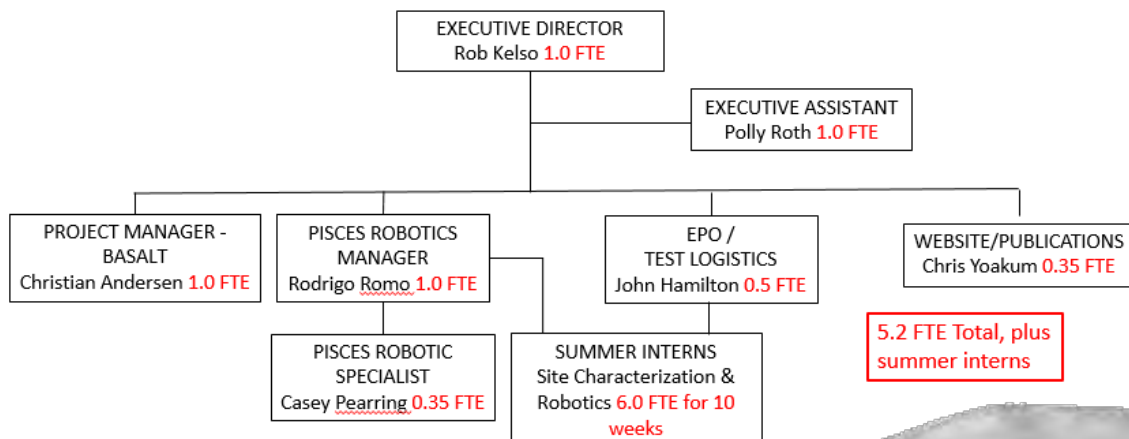 EXECUTIVE DIRECTOR
Rob Kelso 1.0 FTE
EXECUTIVE ASSISTANT
Polly Roth 1.0 FTE
PROJECT MANAGER -
BASALT
Christian Andersen 1.0 FTE
PISCES ROBOTICS
MANAGER
Rodrigo Romo 1.0 FTE
EPO /
TEST LOGISTICS
John Hamilton 0.5 FTE
WEBSITE/PUBLICATIONS
Chris Yoakum 0.35 FTE
PISCES ROBOTIC
SPECIALIST
Casey Pearring 0.35 FTE
SUMMER INTERNS
Site Characterization &
Robotics 6.0 FTE for 10
weeks
5.2 FTE Total, plus
summer interns